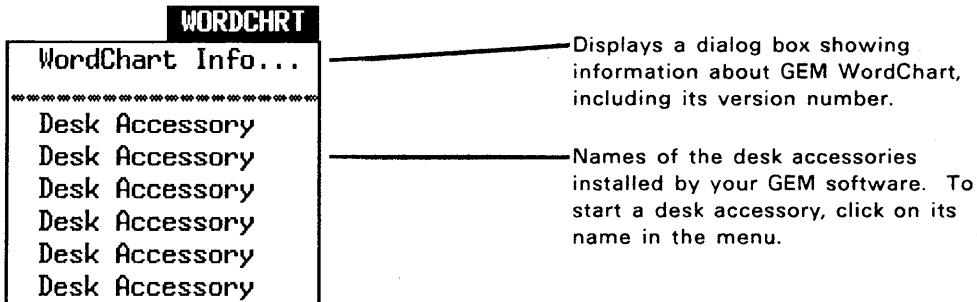 WORDCHRT
WordChart Info...
Displays a dialog box showing
information about GEM WordChart,
including its version number.
Desk Accessory
Desk Accessory
Names of the desk accessories
installed by your GEM software. To
start a desk accessory, click on its
name in the menu.
Desk Accessory
Desk Accessory
Desk Accessory
Desk Accessory